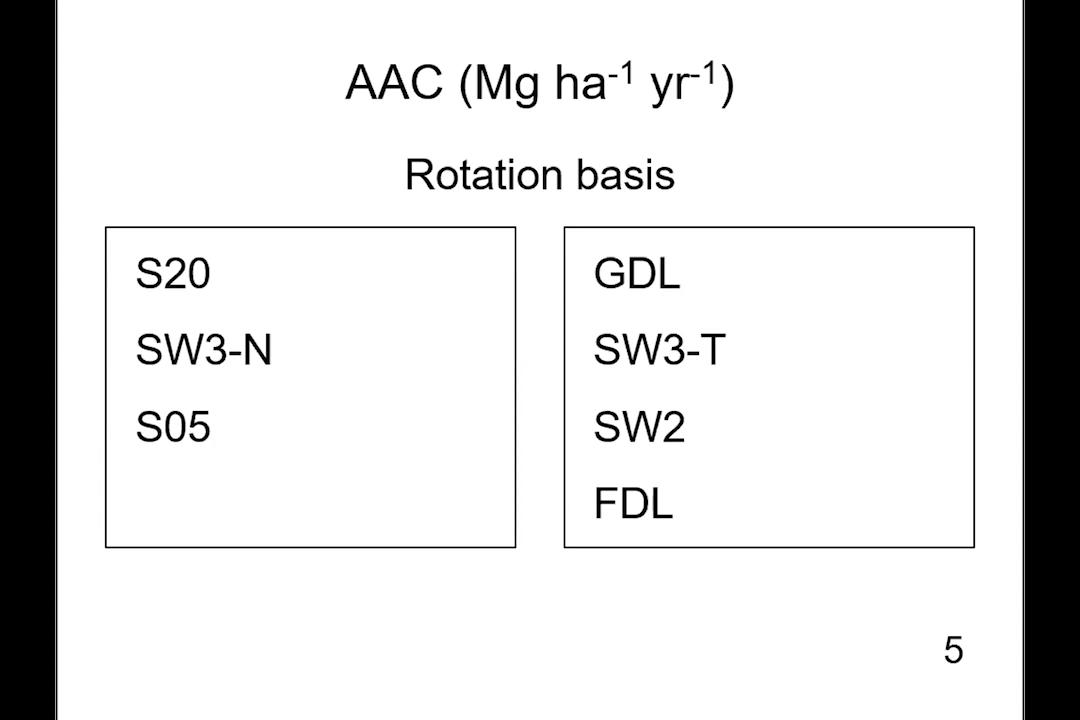 AAC (Mg ha⁻¹ yr⁻¹)
Rotation basis
S20
SW3-N
S05
GDL
SW3-T
SW2
FDL
5